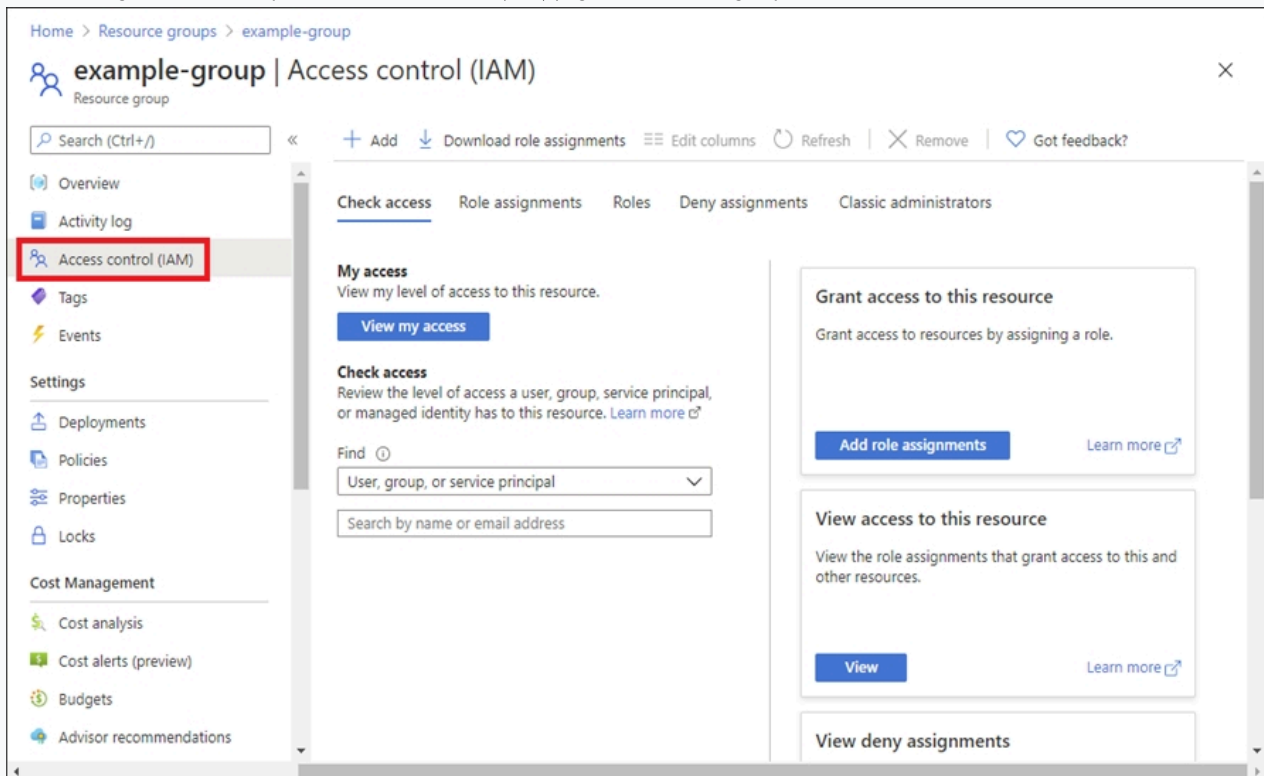 Home > Resource groups > example-group
example-group | Access control (IAM)
Resource group
Search (Ctrl+/)
Overview
Activity log
Access control (IAM)
Tags
Events
Settings
Deployments
Policies
Properties
Locks
Cost Management
Cost analysis
Cost alerts (preview)
Budgets
Advisor recommendations
Add Download role assignments Edit columns Refresh Remove Got feedback?
Check access Role assignments Roles Deny assignments Classic administrators
My access
View my level of access to this resource.
View my access
Check access
Review the level of access a user, group, service principal,
or managed identity has to this resource. Learn more
Find
User, group, or service principal
Search by name or email address
Grant access to this resource
Grant access to resources by assigning a role.
Add role assignments Learn more
View access to this resource
View the role assignments that grant access to this and
other resources.
View Learn more
View deny assignments